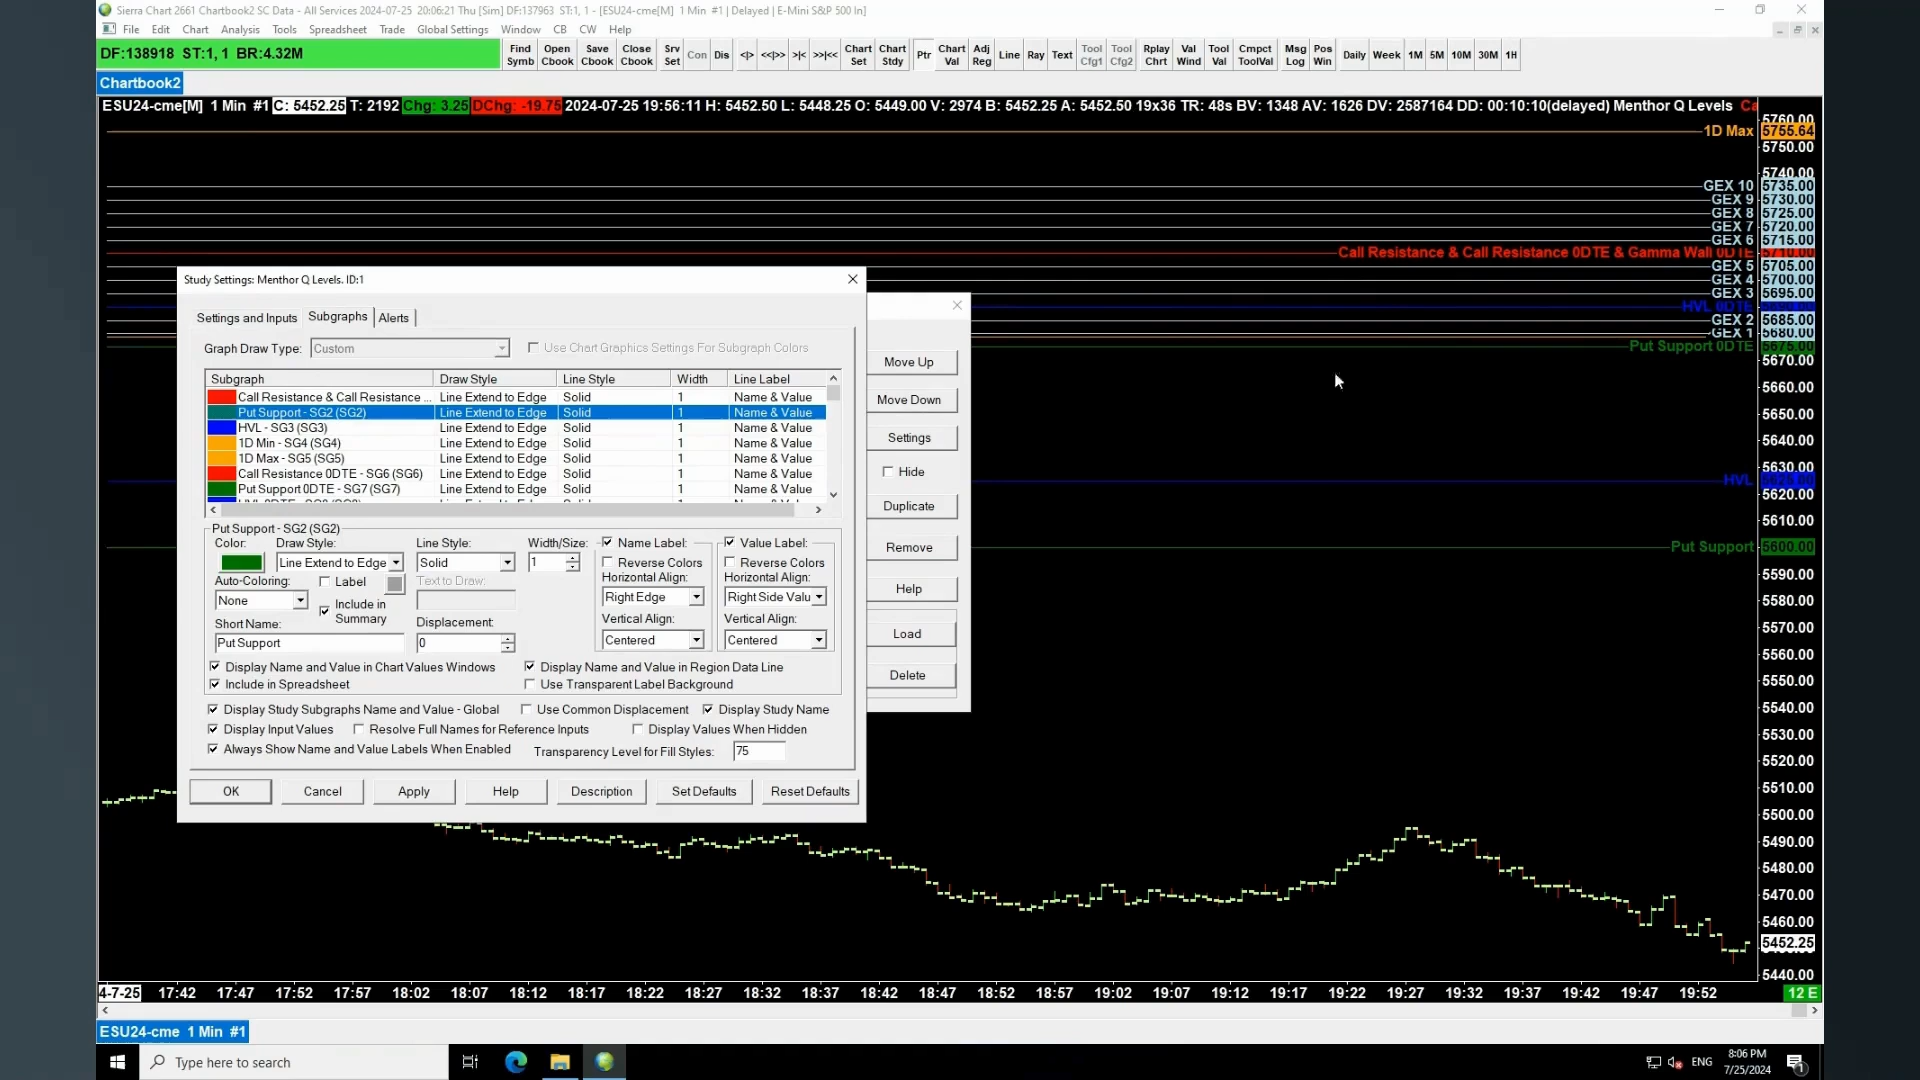 Sierra Chart 2661 Chartbook2 SC Data - All Services 2024-07-25 20:06:21 Thu [Sim] DF:137963 ST:1, 1 - [ESU24-cme[M] 1 Min #1 | Delayed | E-Mini S&P 500 In]
File Edit Chart Analysis Tools Spreadsheet Trade Global Settings Window CB CW Help
DF:138918 ST:1, 1 BR:4.32M
Find Symb Open Cbook Save Cbook Close Cbook Srv Set Con Dis <|> <<|>> >|< >>|<< Chart Set Chart Stdy Ptr Chart Val Adj Reg Line Ray Text Tool Cfg1 Tool Cfg2 Rplay Chrt Val Wind Tool Val Cmpct ToolVal Msg Log Pos Win Daily Week 1M 5M 10M 30M 1H
Chartbook2
ESU24-cme[M] 1 Min #1 C: 5452.25 T: 2192 Chg: 3.25 DChg: -19.75 2024-07-25 19:56:11 H: 5452.50 L: 5448.25 O: 5449.00 V: 2974 B: 5452.25 A: 5452.50 19x36 TR: 48s BV: 1348 AV: 1626 DV: 2587164 DD: 00:10:10(delayed) Menthor Q Levels Ca
5760.00
1D Max 5755.64
5750.00
5740.00
GEX 10 5735.00
GEX 9 5730.00
GEX 8 5725.00
GEX 7 5720.00
GEX 6 5715.00
Call Resistance & Call Resistance 0DTE & Gamma Wall 0DTE 5710.00
GEX 5 5705.00
GEX 4 5700.00
GEX 3 5695.00
HVL 0DTE
GEX 2 5685.00
GEX 1 5680.00
Put Support 0DTE 5675.00
5670.00
5660.00
5650.00
5640.00
5630.00
HVL
5620.00
5610.00
Put Support 5600.00
5590.00
5580.00
5570.00
5560.00
5550.00
5540.00
5530.00
5520.00
5510.00
5500.00
5490.00
5480.00
5470.00
5460.00
5452.25
5440.00
Study Settings: Menthor Q Levels. ID:1
Settings and Inputs Subgraphs Alerts
Graph Draw Type: Custom Use Chart Graphics Settings For Subgraph Colors
Subgraph Draw Style Line Style Width Line Label
Call Resistance & Call Resistance ... Line Extend to Edge Solid 1 Name & Value
Put Support - SG2 (SG2) Line Extend to Edge Solid 1 Name & Value
HVL - SG3 (SG3) Line Extend to Edge Solid 1 Name & Value
1D Min - SG4 (SG4) Line Extend to Edge Solid 1 Name & Value
1D Max - SG5 (SG5) Line Extend to Edge Solid 1 Name & Value
Call Resistance 0DTE - SG6 (SG6) Line Extend to Edge Solid 1 Name & Value
Put Support 0DTE - SG7 (SG7) Line Extend to Edge Solid 1 Name & Value
Put Support - SG2 (SG2)
Color: Draw Style: Line Style: Width/Size: Name Label: Value Label:
Line Extend to Edge Solid 1 Reverse Colors Reverse Colors
Auto-Coloring: Label Text to Draw: Horizontal Align: Horizontal Align:
None Include in Summary Right Edge Right Side Valu
Short Name: Displacement: Vertical Align: Vertical Align:
Put Support 0 Centered Centered
Display Name and Value in Chart Values Windows Display Name and Value in Region Data Line
Include in Spreadsheet Use Transparent Label Background
Display Study Subgraphs Name and Value - Global Use Common Displacement Display Study Name
Display Input Values Resolve Full Names for Reference Inputs Display Values When Hidden
Always Show Name and Value Labels When Enabled Transparency Level for Fill Styles: 75
OK Cancel Apply Help Description Set Defaults Reset Defaults
Move Up
Move Down
Settings
Hide
Duplicate
Remove
Help
Load
Delete
4-7-25 17:42 17:47 17:52 17:57 18:02 18:07 18:12 18:17 18:22 18:27 18:32 18:37 18:42 18:47 18:52 18:57 19:02 19:07 19:12 19:17 19:22 19:27 19:32 19:37 19:42 19:47 19:52 12 E
ESU24-cme 1 Min #1
Type here to search
ENG
8:06 PM
7/25/2024
1